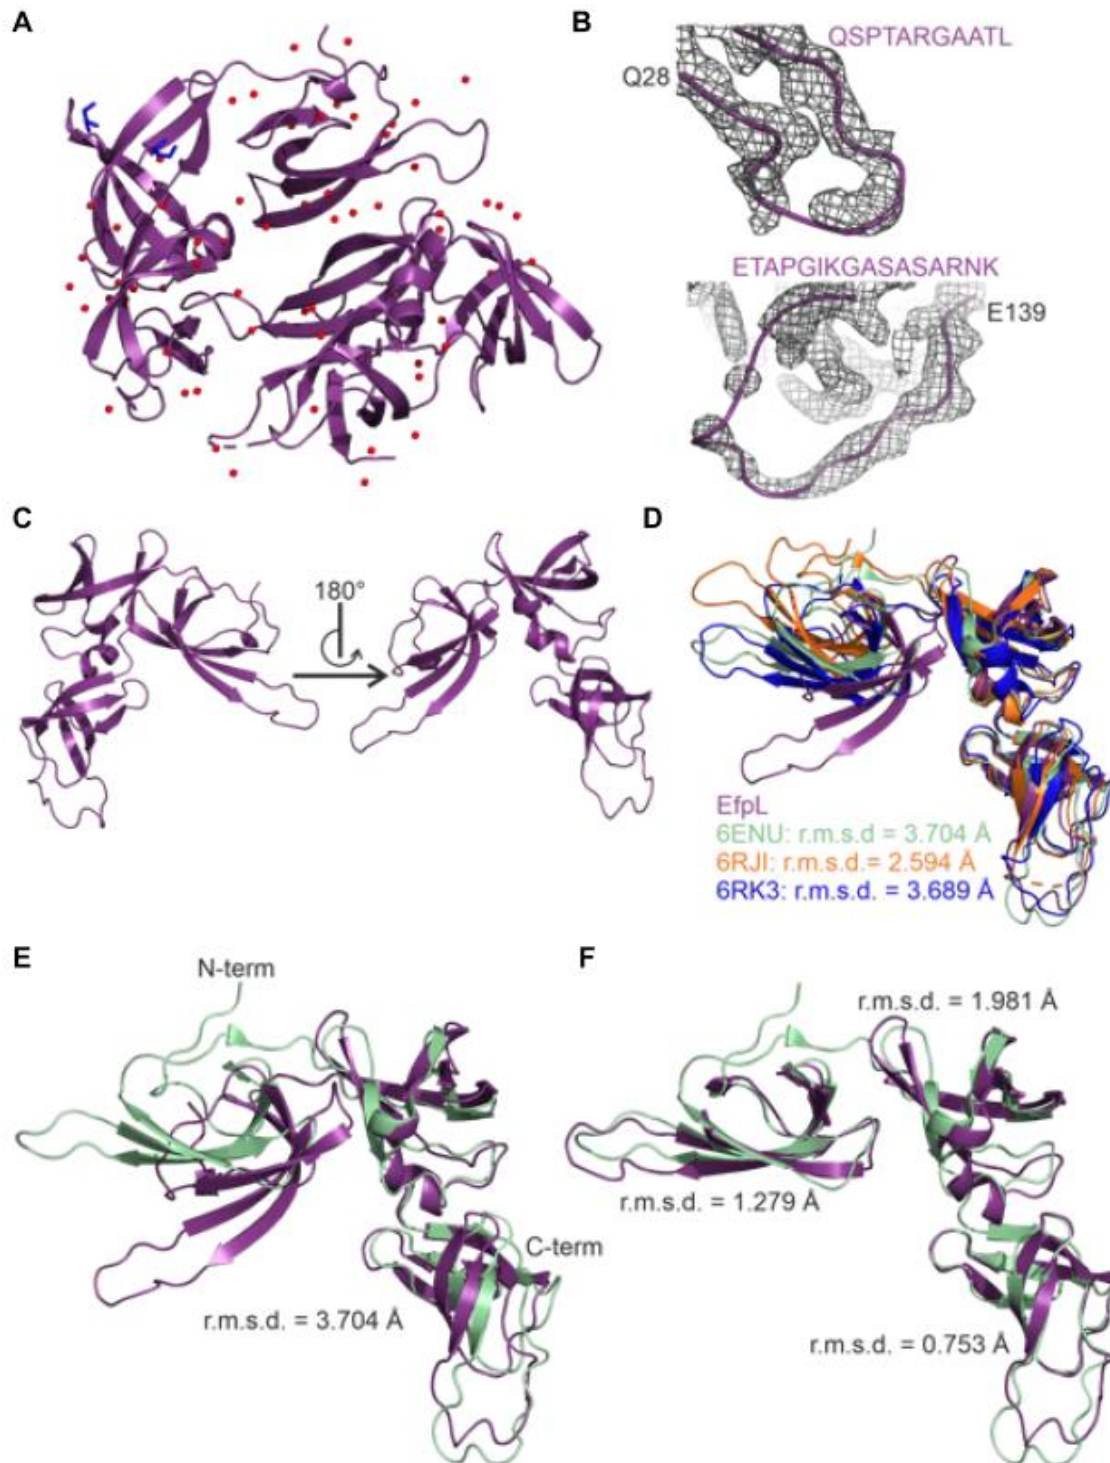 A
B
QSPTARGAATL
Q28
ETAPGIKGASASARNK
E139
C
180°
D
EfpL
6ENU: r.m.s.d = 3.704 Å
6RJI: r.m.s.d.= 2.594 Å
6RK3: r.m.s.d. = 3.689 Å
E
N-term
C-term
r.m.s.d. = 3.704 Å
F
r.m.s.d. = 1.981 Å
r.m.s.d. = 1.279 Å
r.m.s.d. = 0.753 Å